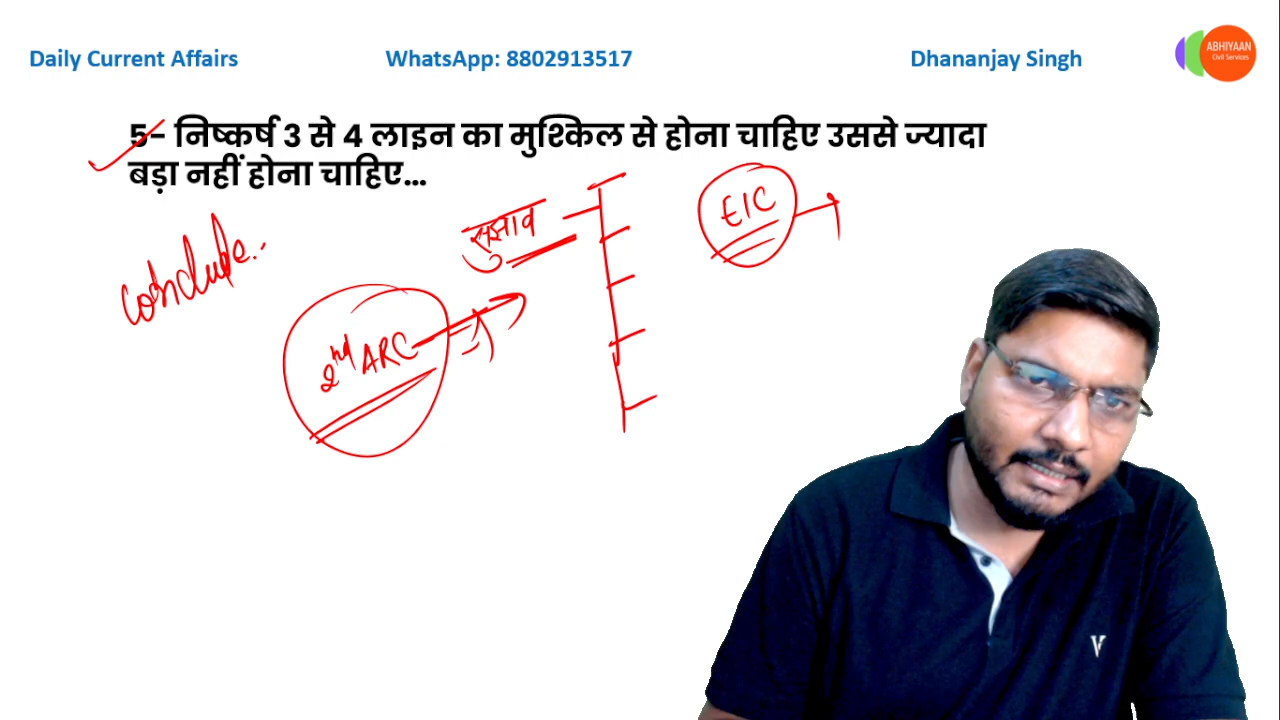 Daily Current Affairs
WhatsApp: 8802913517
Dhananjay Singh
ABHIYAAN
Civil Services
5- निष्कर्ष 3 से 4 लाइन का मुश्किल से होना चाहिए उससे ज्यादा
बड़ा नहीं होना चाहिए...
सुझाव
EIC
Conclude..
2nd ARC
V